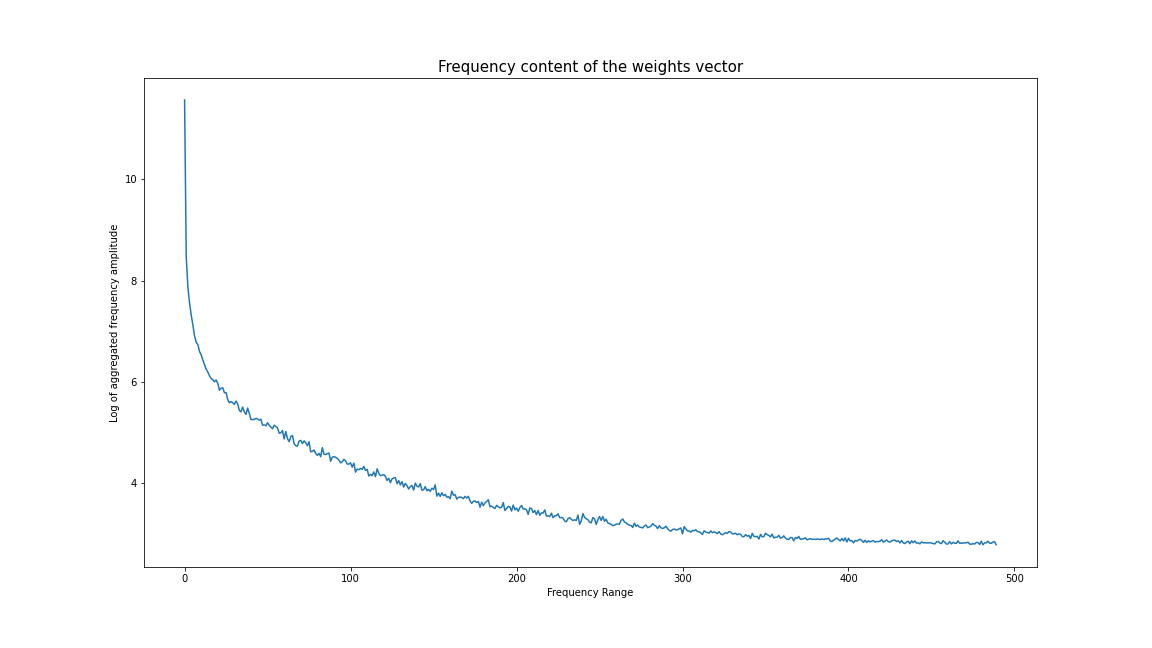 Frequency content of the weights vector
Log of aggregated frequency amplitude
10
8
6
4
0 100 200 300 400 500
Frequency Range